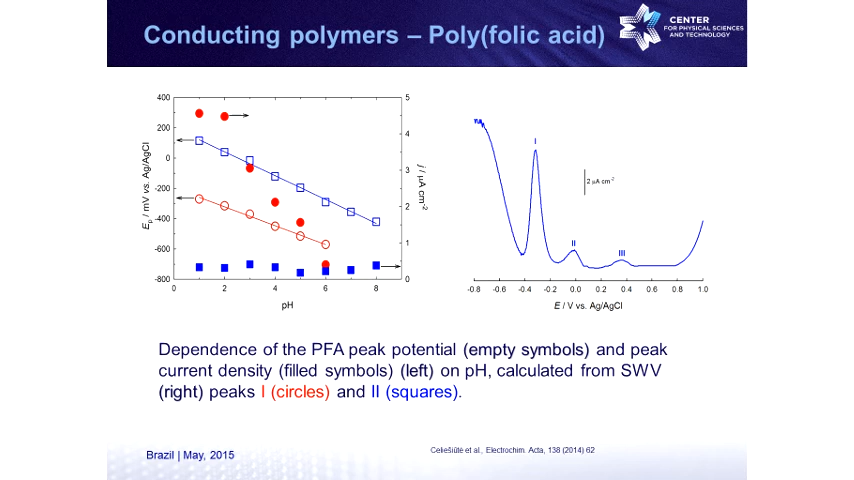 Conducting polymers – Poly(folic acid)
CENTER
FOR PHYSICAL SCIENCES
AND TECHNOLOGY
400
200
0
-200
-400
-600
-800
Ep / mV vs. Ag/AgCl
5
4
3
2
1
0
j / μA cm-2
0 2 4 6 8
pH
I
II
III
2 μA cm-2
-0.8 -0.6 -0.4 -0.2 0.0 0.2 0.4 0.6 0.8 1.0
E / V vs. Ag/AgCl
Dependence of the PFA peak potential (empty symbols) and peak
current density (filled symbols) (left) on pH, calculated from SWV
(right) peaks I (circles) and II (squares).
Brazil | May, 2015
Celiešiūtė et al., Electrochim. Acta, 138 (2014) 62